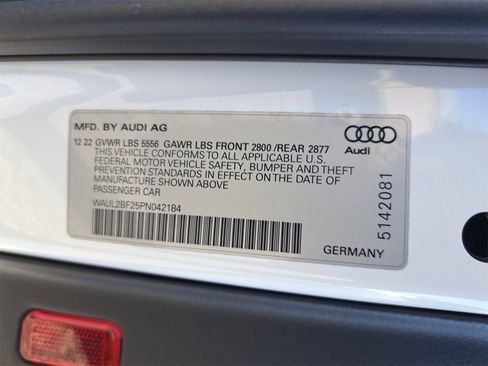 MFD. BY AUDI AG
12 22 GVWR LBS 5556 GAWR LBS FRONT 2800 /REAR 2877
THIS VEHICLE CONFORMS TO ALL APPLICABLE U.S.
FEDERAL MOTOR VEHICLE SAFETY, BUMPER AND THEFT
PREVENTION STANDARDS IN EFFECT ON THE DATE OF
MANUFACTURE SHOWN ABOVE
PASSENGER CAR
WAUL2BF25PN042184
Audi
5142081
GERMANY